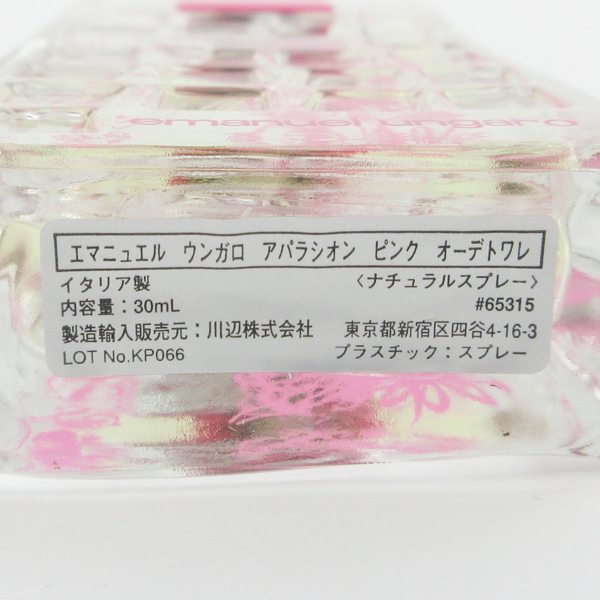 emanuel ungaro
エマニュエル ウンガロ アパラシオン ピンク オーデトワレ
イタリア製 〈ナチュラルスプレー〉
内容量：30mL #65315
製造輸入販売元：川辺株式会社 東京都新宿区四谷4-16-3
LOT No.KP066 プラスチック：スプレー